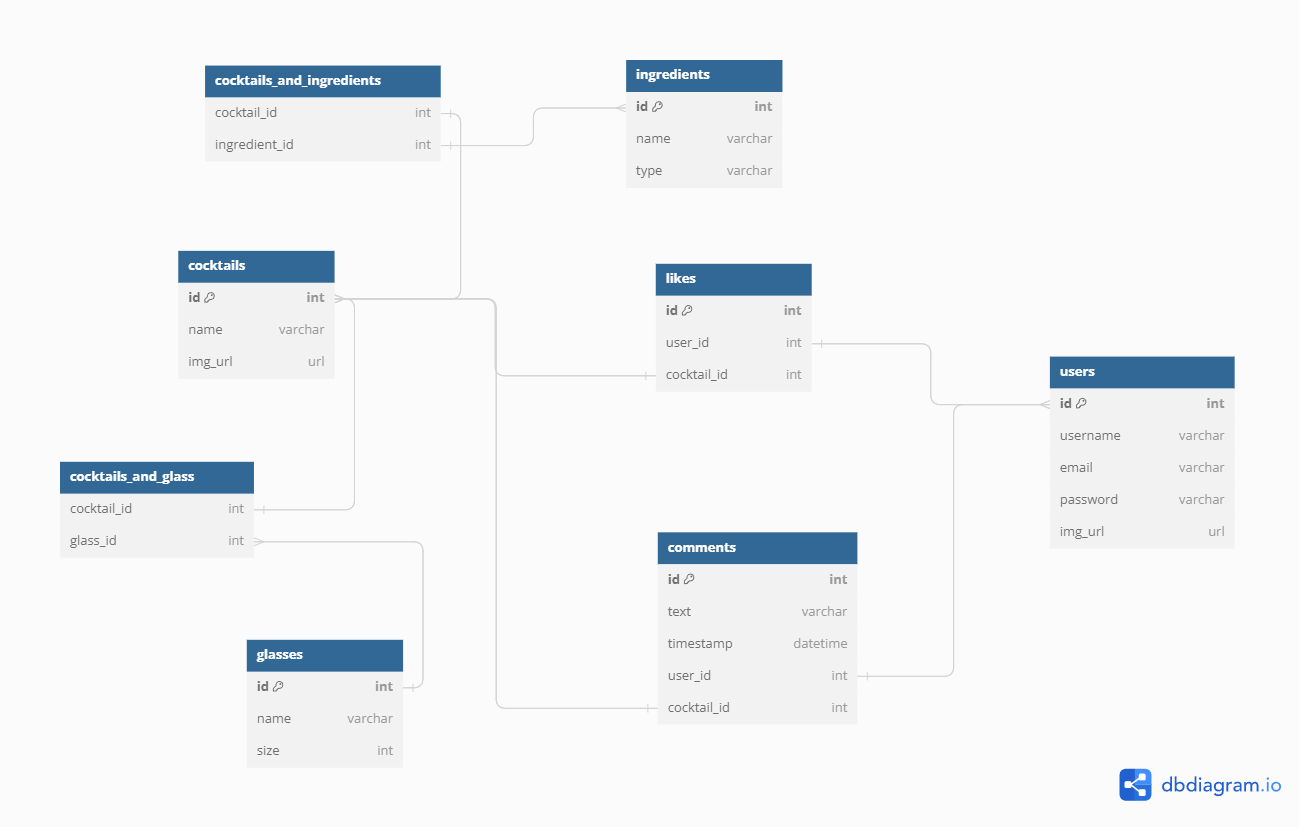 cocktails_and_ingredients
cocktail_id int
ingredient_id int
ingredients
id int
name varchar
type varchar
cocktails
id int
name varchar
img_url url
likes
id int
user_id int
cocktail_id int
users
id int
username varchar
email varchar
password varchar
img_url url
cocktails_and_glass
cocktail_id int
glass_id int
comments
id int
text varchar
timestamp datetime
user_id int
cocktail_id int
glasses
id int
name varchar
size int
dbdiagram.io